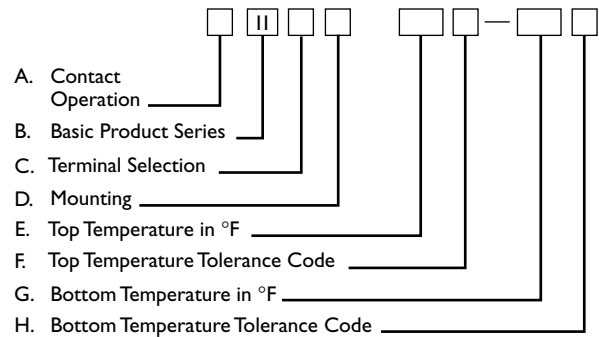 11 —
A. Contact
Operation
B. Basic Product Series
C. Terminal Selection
D. Mounting
E. Top Temperature in °F
F. Top Temperature Tolerance Code
G. Bottom Temperature in °F
H. Bottom Temperature Tolerance Code